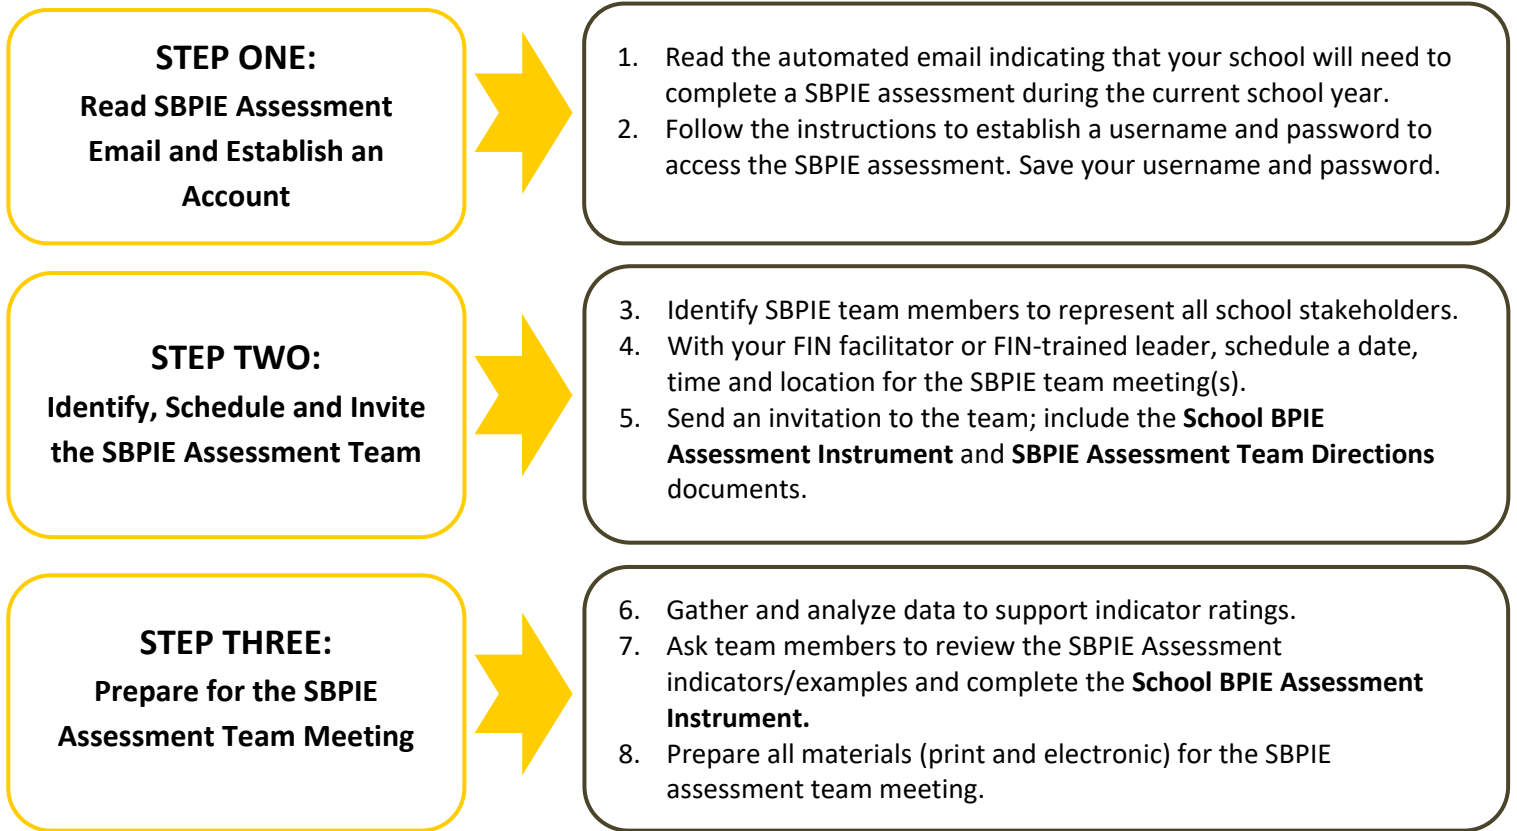 STEP ONE:
Read SBPIE Assessment
Email and Establish an
Account
1. Read the automated email indicating that your school will need to
complete a SBPIE assessment during the current school year.
2. Follow the instructions to establish a username and password to
access the SBPIE assessment. Save your username and password.
STEP TWO:
Identify, Schedule and Invite
the SBPIE Assessment Team
3. Identify SBPIE team members to represent all school stakeholders.
4. With your FIN facilitator or FIN-trained leader, schedule a date,
time and location for the SBPIE team meeting(s).
5. Send an invitation to the team; include the School BPIE
Assessment Instrument and SBPIE Assessment Team Directions
documents.
STEP THREE:
Prepare for the SBPIE
Assessment Team Meeting
6. Gather and analyze data to support indicator ratings.
7. Ask team members to review the SBPIE Assessment
indicators/examples and complete the School BPIE Assessment
Instrument.
8. Prepare all materials (print and electronic) for the SBPIE
assessment team meeting.